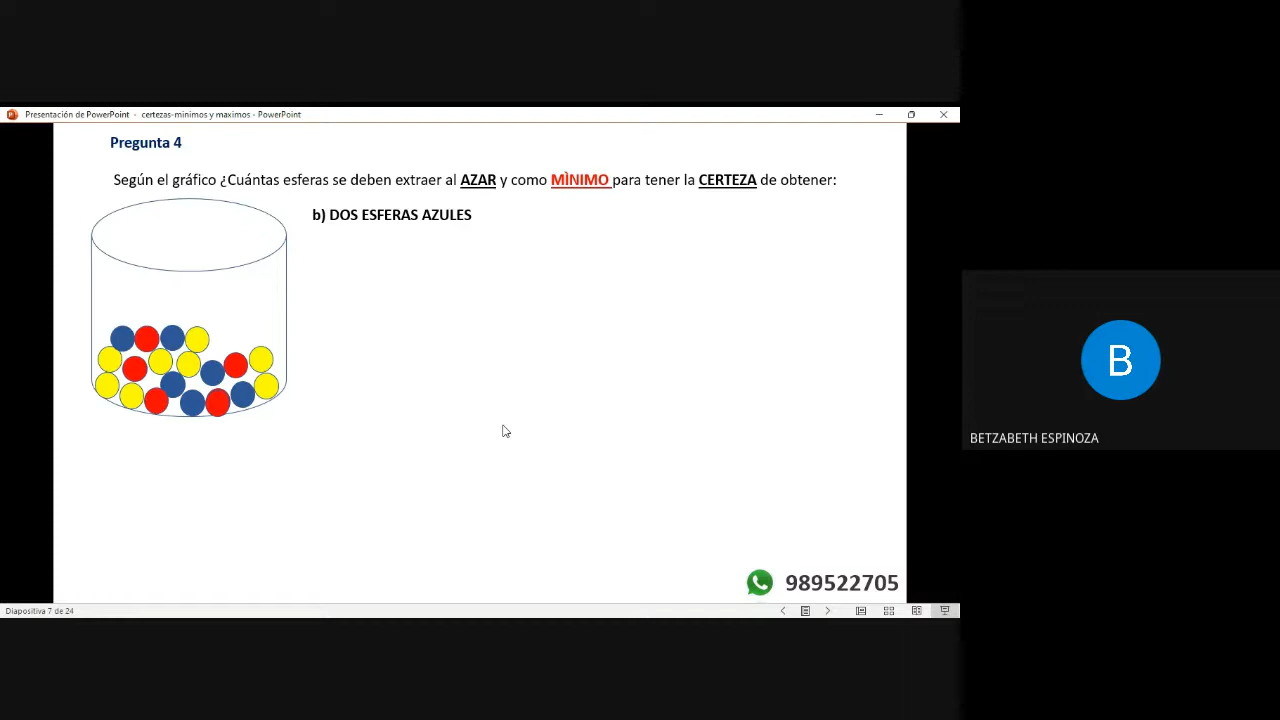 Presentación de PowerPoint - certezas-minimos y maximos - PowerPoint
Pregunta 4
Según el gráfico ¿Cuántas esferas se deben extraer al AZAR y como MÌNIMO para tener la CERTEZA de obtener:
b) DOS ESFERAS AZULES
B
BETZABETH ESPINOZA
989522705
Diapositiva 7 de 24